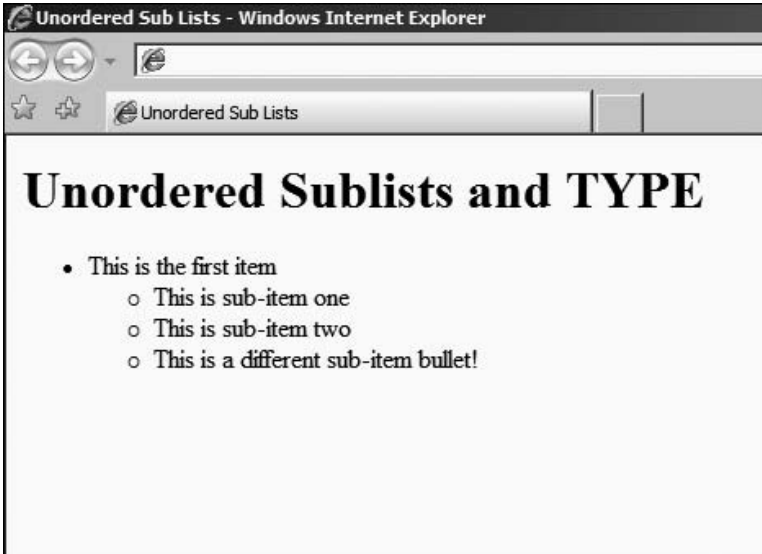 Unordered Sub Lists - Windows Internet Explorer
Unordered Sub Lists
Unordered Sublists and TYPE
This is the first item
This is sub-item one
This is sub-item two
This is a different sub-item bullet!